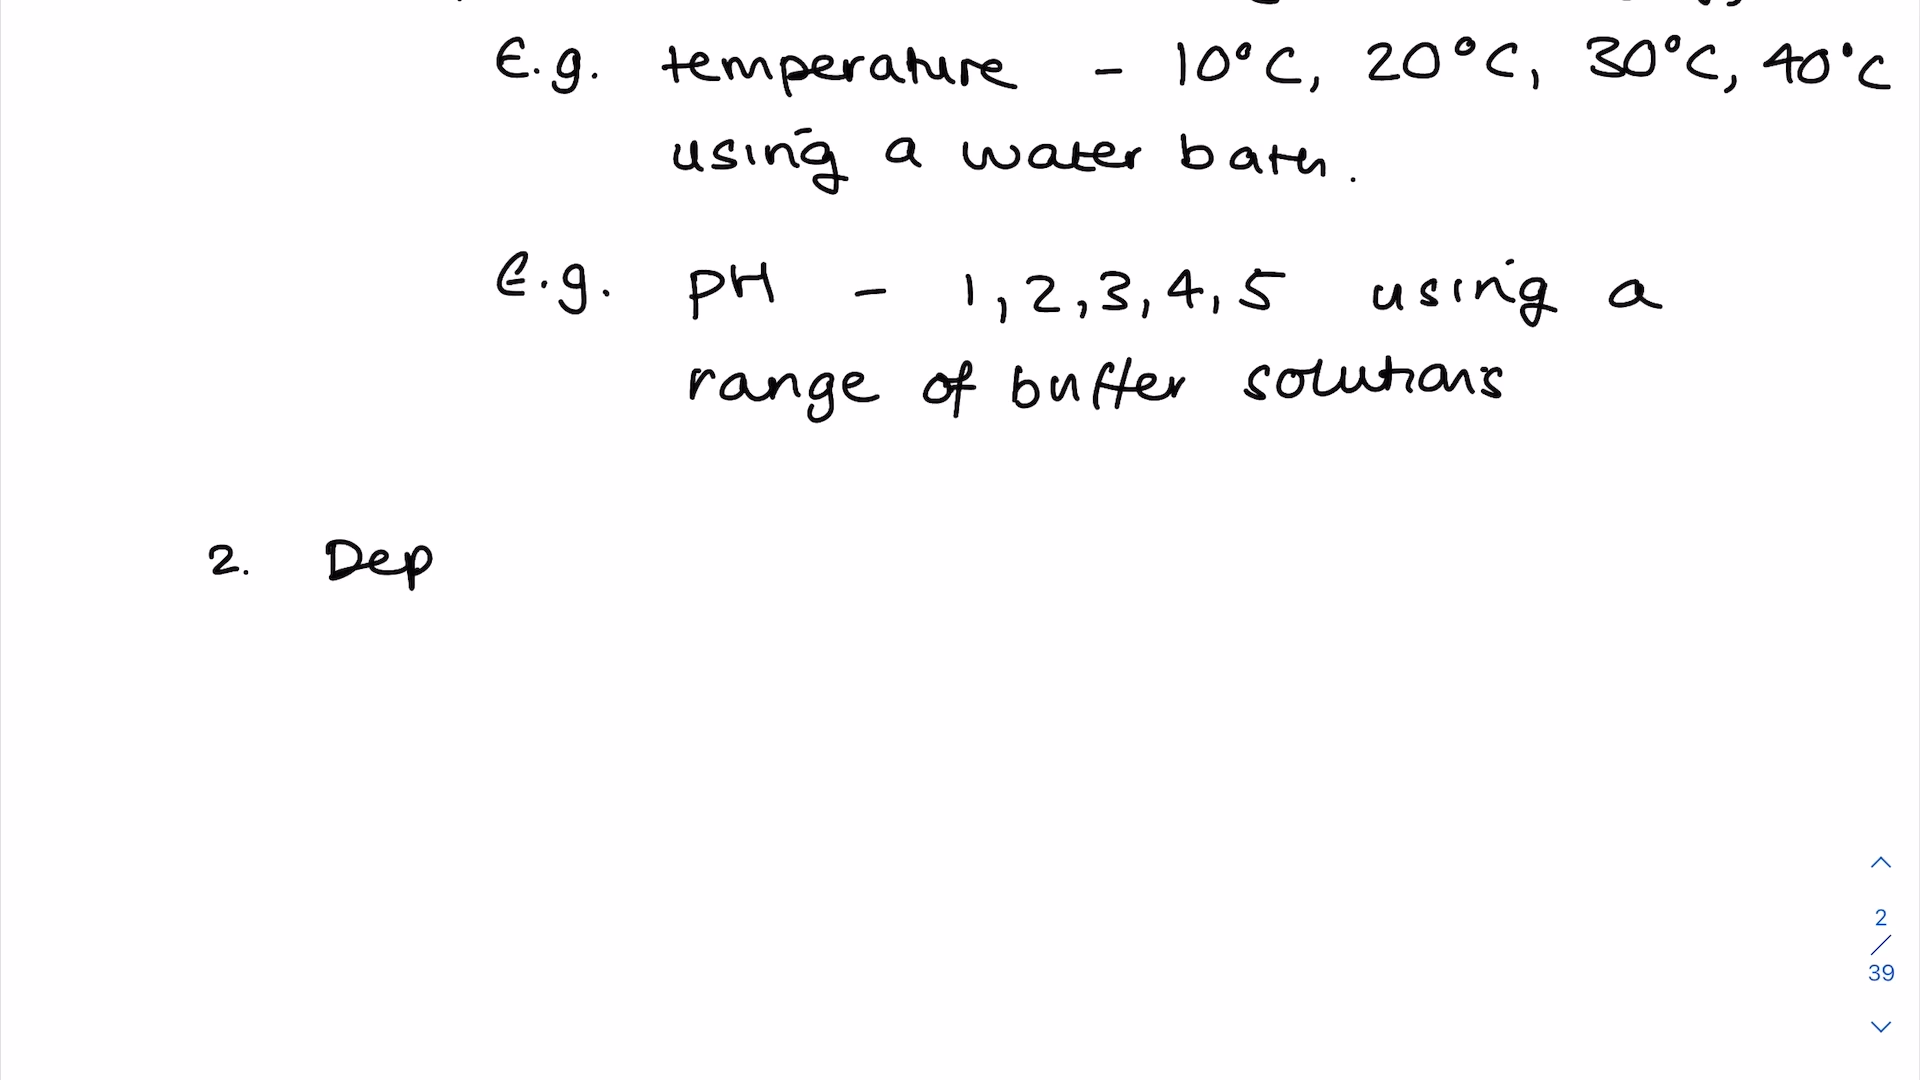 E.g. temperature - 10°C, 20°C, 30°C, 40°C
using a water bath.
E.g. pH - 1, 2, 3, 4, 5 using a
range of buffer solutions
2. Dep
2
/
39